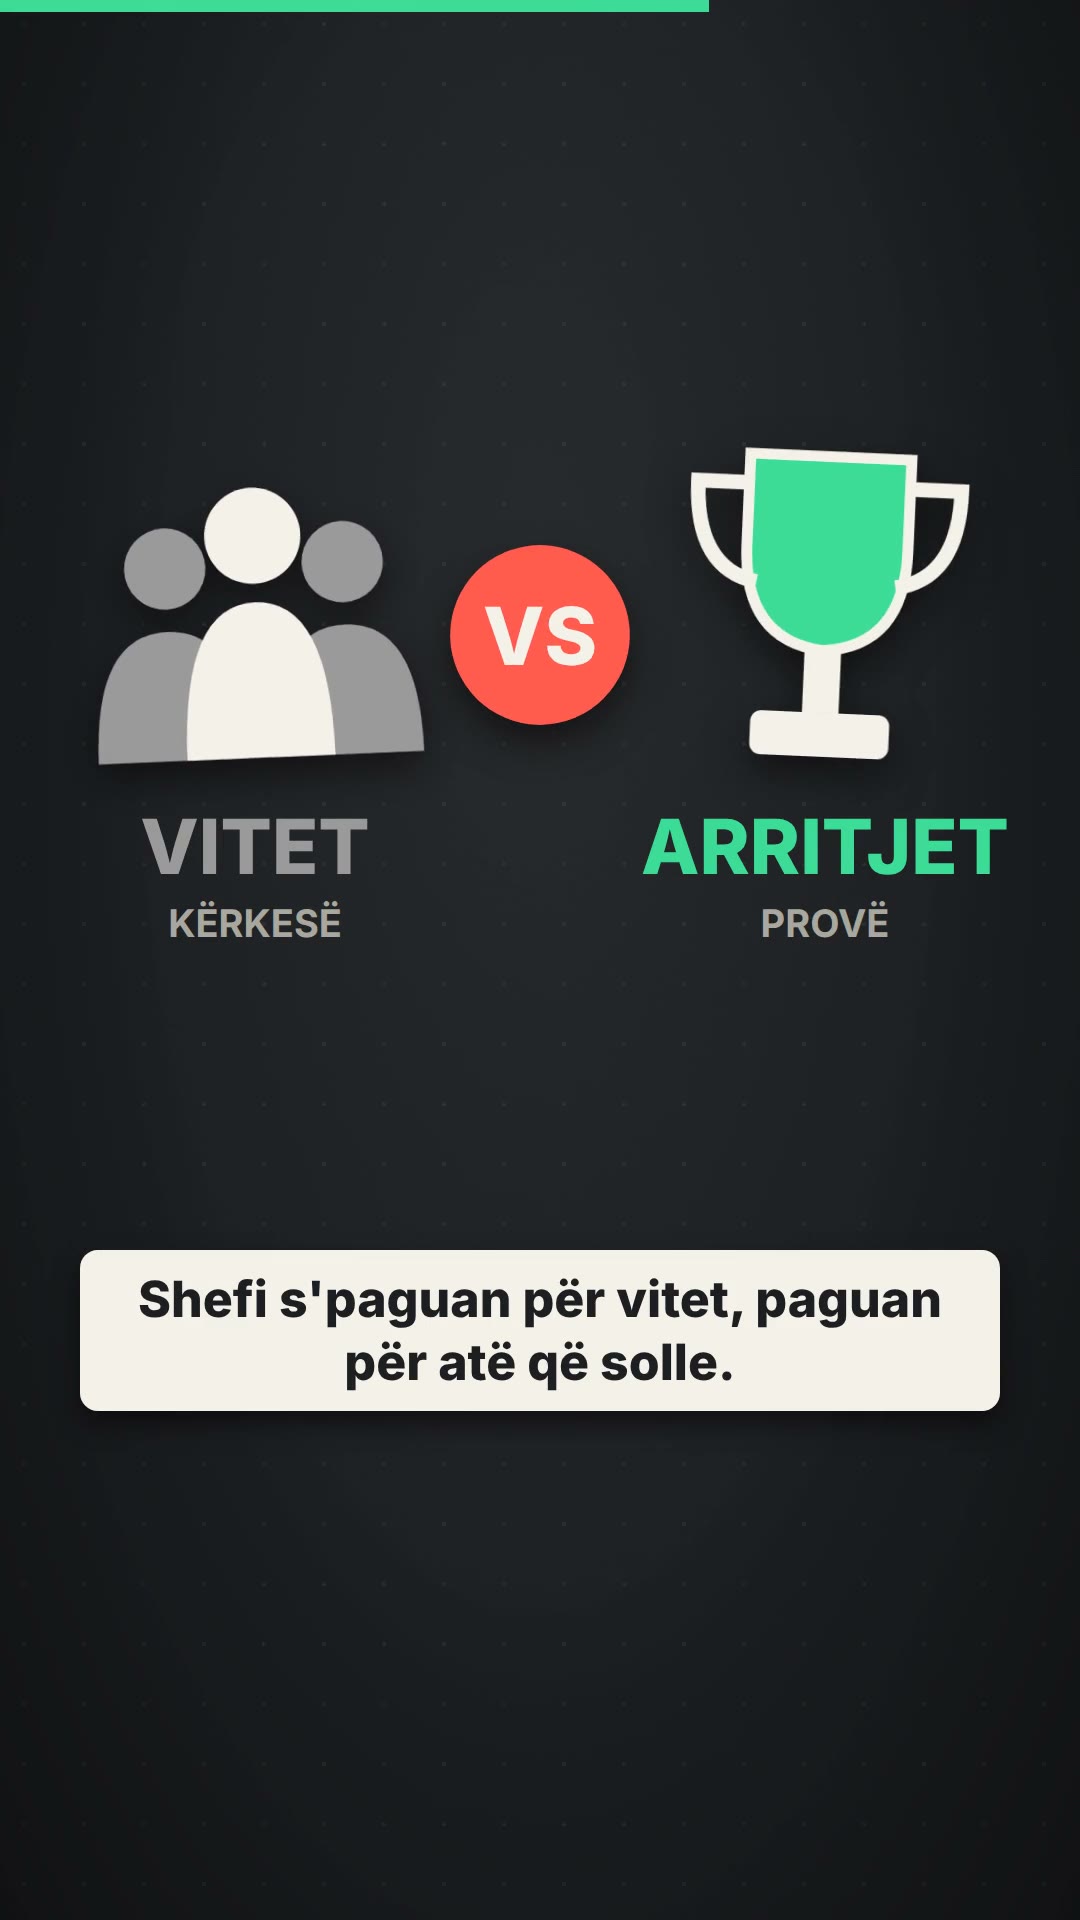 VS
VITET
ARRITJET
KËRKESË
PROVË
Shefi s'paguan për vitet, paguan
për atë që solle.